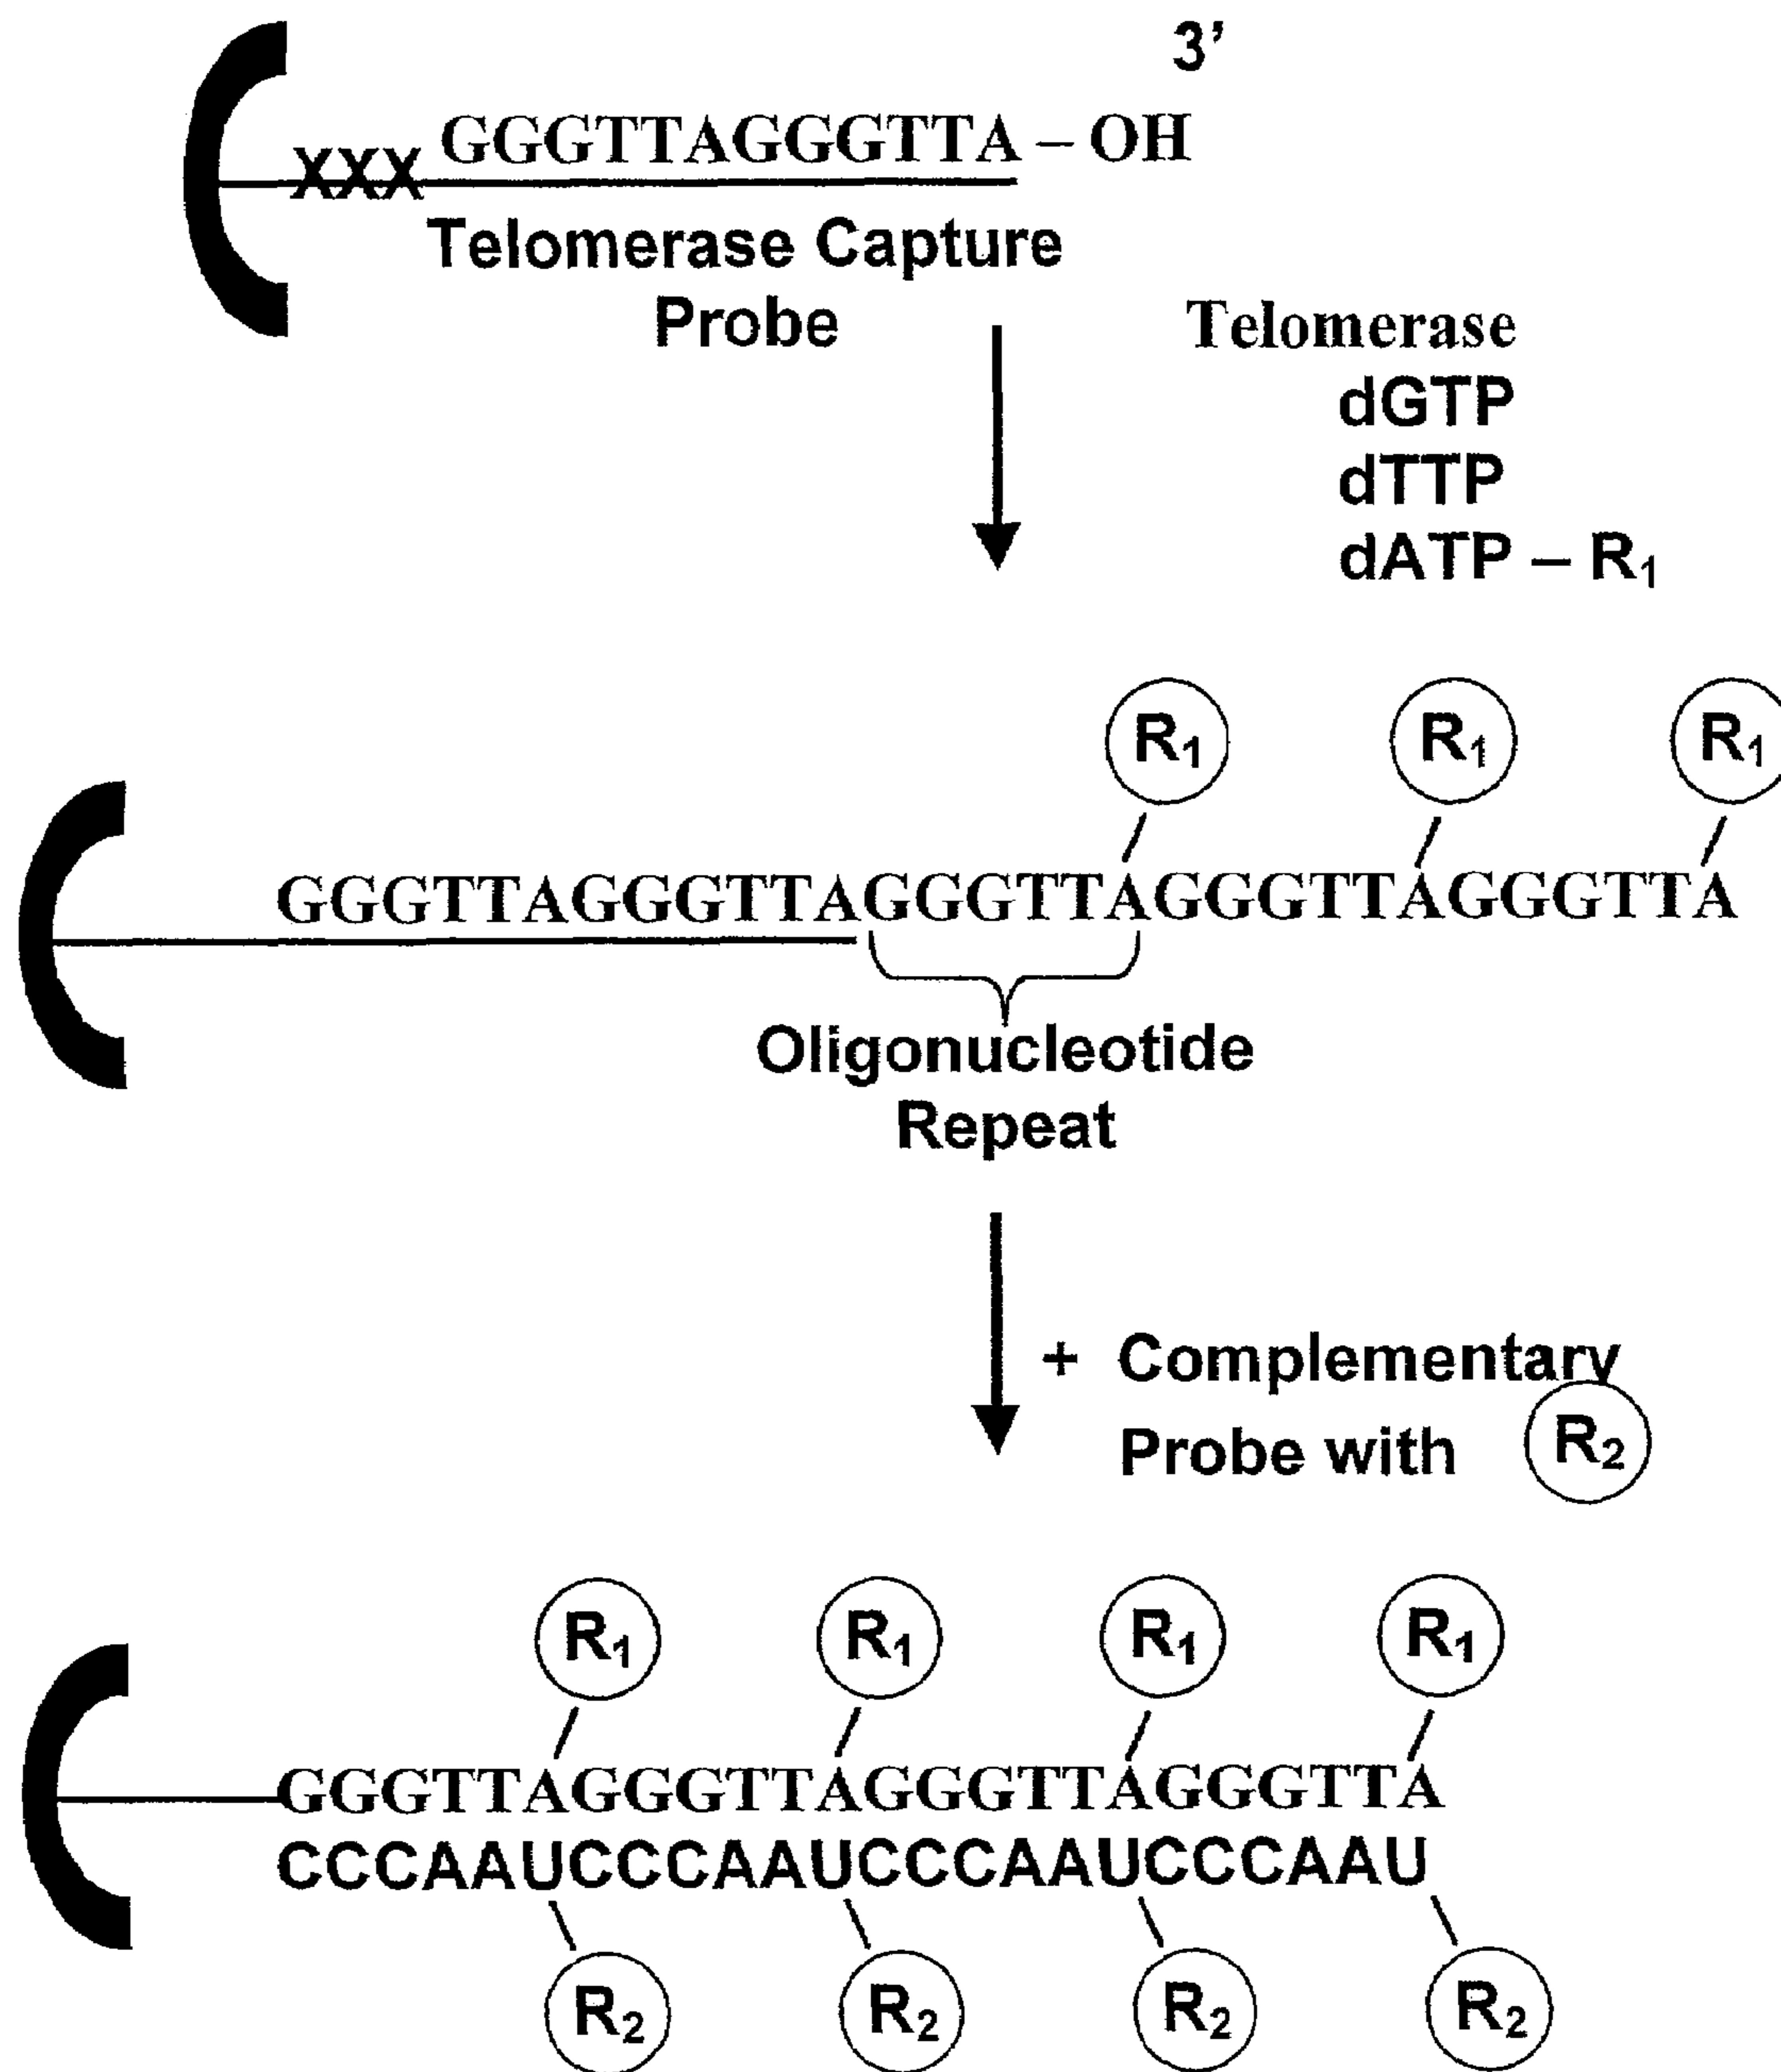 3'
GGGTTAGGGTTA – OH
XXX
Telomerase Capture
Probe
Telomerase
dGTP
dTTP
dATP – R₁
R₁ R₁ R₁
GGGTTAGGGTTAGGGTTAGGGTTAGGGTTA
Oligonucleotide
Repeat
+ Complementary
Probe with R₂
R₁ R₁ R₁ R₁
GGGTTAGGGTTAGGGTTAGGGTTA
CCCAAUCCCAAUCCCAAUCCCAAU
R₂ R₂ R₂ R₂